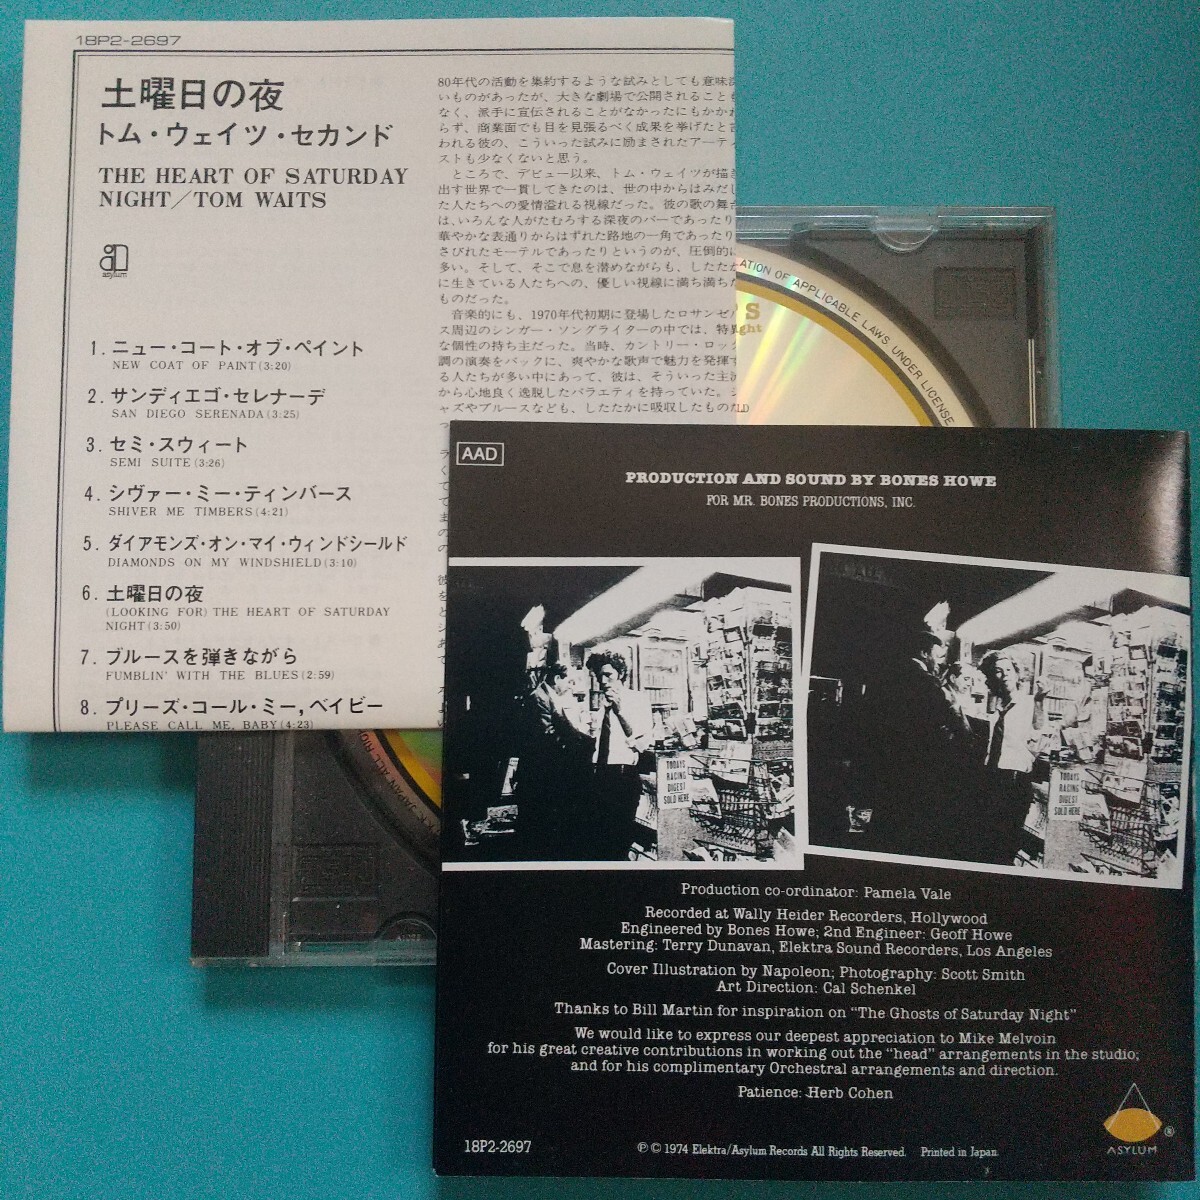 18P2-2697
土曜日の夜
トム・ウェイツ・セカンド
THE HEART OF SATURDAY
NIGHT／TOM WAITS
asylum
1. ニュー・コート・オブ・ペイント
NEW COAT OF PAINT (3:20)
2. サンディエゴ・セレナーデ
SAN DIEGO SERENADA (3:25)
3. セミ・スウィート
SEMI SUITE (3:26)
4. シヴァー・ミー・ティンバース
SHIVER ME TIMBERS (4:21)
5. ダイアモンズ・オン・マイ・ウィンドシールド
DIAMONDS ON MY WINDSHIELD (3:10)
6. 土曜日の夜
(LOOKING FOR) THE HEART OF SATURDAY
NIGHT (3:50)
7. ブルースを弾きながら
FUMBLIN' WITH THE BLUES (2:59)
8. プリーズ・コール・ミー, ベイビー
PLEASE CALL ME, BABY (4:23)
80年代の活動を集約するような試みとしても意味深
いものがあったが、大きな劇場で公開されることも
なく、派手に宣伝されることがなかったにもかかわ
らず、商業面でも目を見張るべく成果を挙げたと言
われる彼の、こういった試みに励まされたアーティ
ストも少なくないと思う。
ところで、デビュー以来、トム・ウェイツが描き
出す世界で一貫してきたのは、世の中からはみだし
た人たちへの愛情溢れる視線だった。彼の歌の舞台
は、いろんな人がたむろする深夜のバーであったり
華やかな表通りからはずれた路地の一角であったり
さびれたモーテルであったりというのが、圧倒的に
多い。そして、そこで息を潜めながらも、したたか
に生きている人たちへの、優しい視線に満ち満ちた
ものだった。
音楽的にも、1970年代初期に登場したロサンゼル
ス周辺のシンガー・ソングライターの中では、特異
な個性の持ち主だった。当時、カントリー・ロック
調の演奏をバックに、爽やかな歌声で魅力を発揮す
る人たちが多い中にあって、彼は、そういった主流
から心地良く逸脱したバラエティを持っていた。ジ
ャズやブルースなども、したたかに吸収したものだ
ATION OF APPLICABLE LAWS UNDER LICENSE
S
ght
LD
JAPAN ALL RIG
AAD
PRODUCTION AND SOUND BY BONES HOWE
FOR MR. BONES PRODUCTIONS, INC.
TODAYS
RACING
DIGEST
SOLD HERE
TODAYS
RACING
DIGEST
SOLD HERE
Production co-ordinator: Pamela Vale
Recorded at Wally Heider Recorders, Hollywood
Engineered by Bones Howe; 2nd Engineer: Geoff Howe
Mastering: Terry Dunavan, Elektra Sound Recorders, Los Angeles
Cover Illustration by Napoleon; Photography: Scott Smith
Art Direction: Cal Schenkel
Thanks to Bill Martin for inspiration on "The Ghosts of Saturday Night"
We would like to express our deepest appreciation to Mike Melvoin
for his great creative contributions in working out the "head" arrangements in the studio;
and for his complimentary Orchestral arrangements and direction.
Patience: Herb Cohen
18P2-2697
℗ © 1974 Elektra/Asylum Records All Rights Reserved. Printed in Japan.
ASYLUM ®